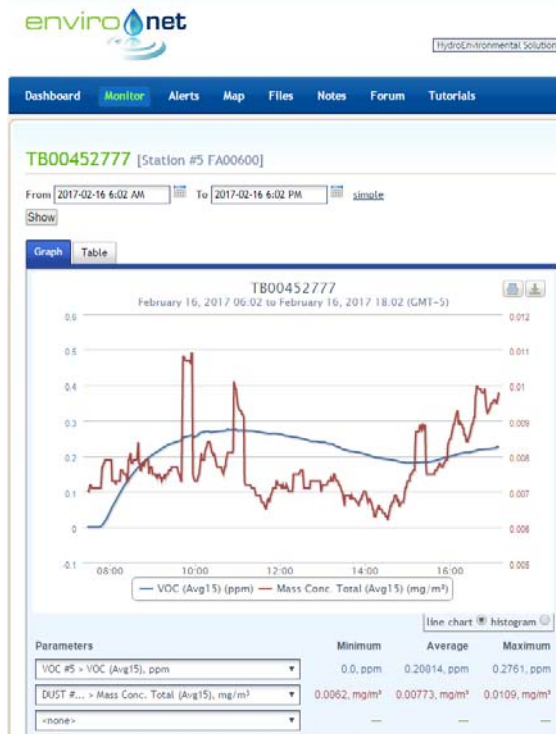 environet
HydroEnvironmental Solution
Dashboard Monitor Alerts Map Files Notes Forum Tutorials
TB00452777 [Station #5 FA00600]
From 2017-02-16 6:02 AM To 2017-02-16 6:02 PM simple
Show
Graph Table
TB00452777
February 16, 2017 06:02 to February 16, 2017 18:02 (GMT-5)
0.6 0.012
0.5 0.011
0.4 0.01
0.3 0.009
0.2 0.008
0.1 0.007
0 0.006
-0.1 0.005
08:00 10:00 12:00 14:00 16:00
VOC (Avg15) (ppm) Mass Conc. Total (Avg15) (mg/m³)
line chart histogram
Parameters Minimum Average Maximum
VOC #5 > VOC (Avg15), ppm 0.0, ppm 0.20814, ppm 0.2761, ppm
DUST #... > Mass Conc. Total (Avg15), mg/m³ 0.0062, mg/m³ 0.00773, mg/m³ 0.0109, mg/m³
<none> — — —